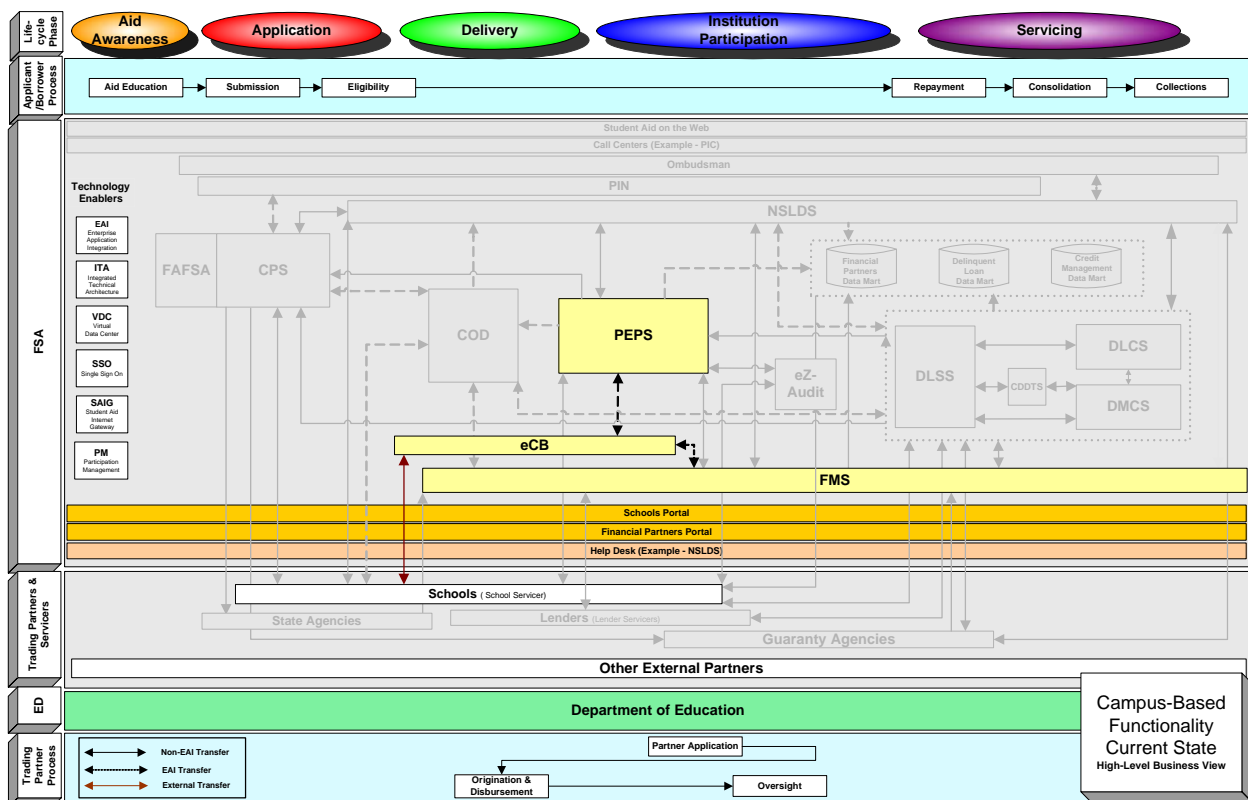 Life-
cycle
Phase
Aid
Awareness
Application
Delivery
Institution
Participation
Servicing
Applicant
/Borrower
Process
Aid Education
Submission
Eligibility
Repayment
Consolidation
Collections
FSA
Student Aid on the Web
Call Centers (Example - PIC)
Ombudsman
PIN
NSLDS
Technology
Enablers
EAI
Enterprise
Application
Integration
ITA
Integrated
Technical
Architecture
VDC
Virtual
Data Center
SSO
Single Sign On
SAIG
Student Aid
Internet
Gateway
PM
Participation
Management
FAFSA
CPS
COD
PEPS
eZ-
Audit
Financial
Partners
Data Mart
Delinquent
Loan
Data Mart
Credit
Management
Data Mart
DLSS
DLCS
CDDTS
DMCS
eCB
FMS
Schools Portal
Financial Partners Portal
Help Desk (Example - NSLDS)
Trading Partners &
Servicers
Schools ( School Servicer)
State Agencies
Lenders (Lender Servicers)
Guaranty Agencies
Other External Partners
ED
Department of Education
Campus-Based
Functionality
Current State
High-Level Business View
Trading
Partner
Process
Non-EAI Transfer
EAI Transfer
External Transfer
Partner Application
Origination &
Disbursement
Oversight